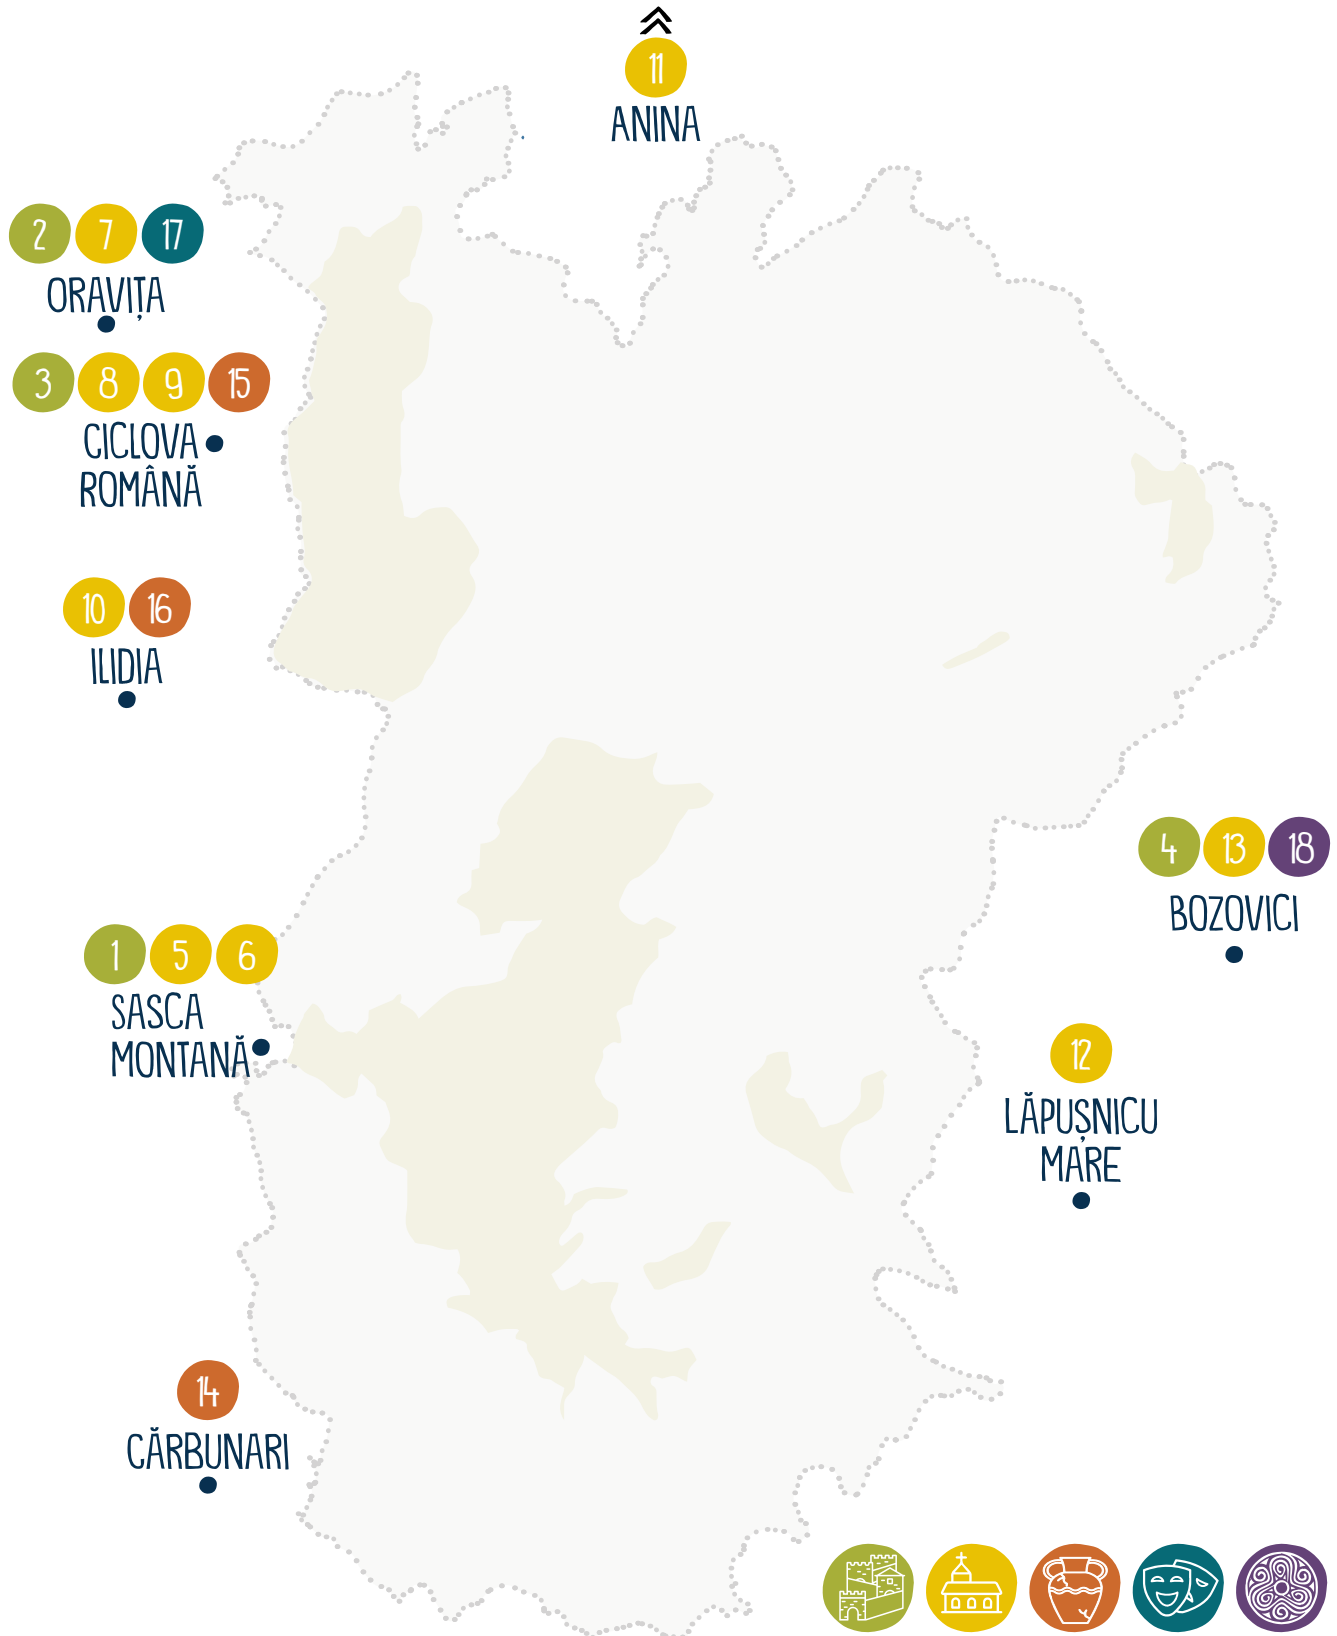 11
ANINA
2 7 17
ORAVIȚA
3 8 9 15
CICLOVA
ROMÂNĂ
10 16
ILIDIA
4 13 18
BOZOVICI
1 5 6
SASCA
MONTANĂ
12
LĂPUȘNICU
MARE
14
CĂRBUNARI